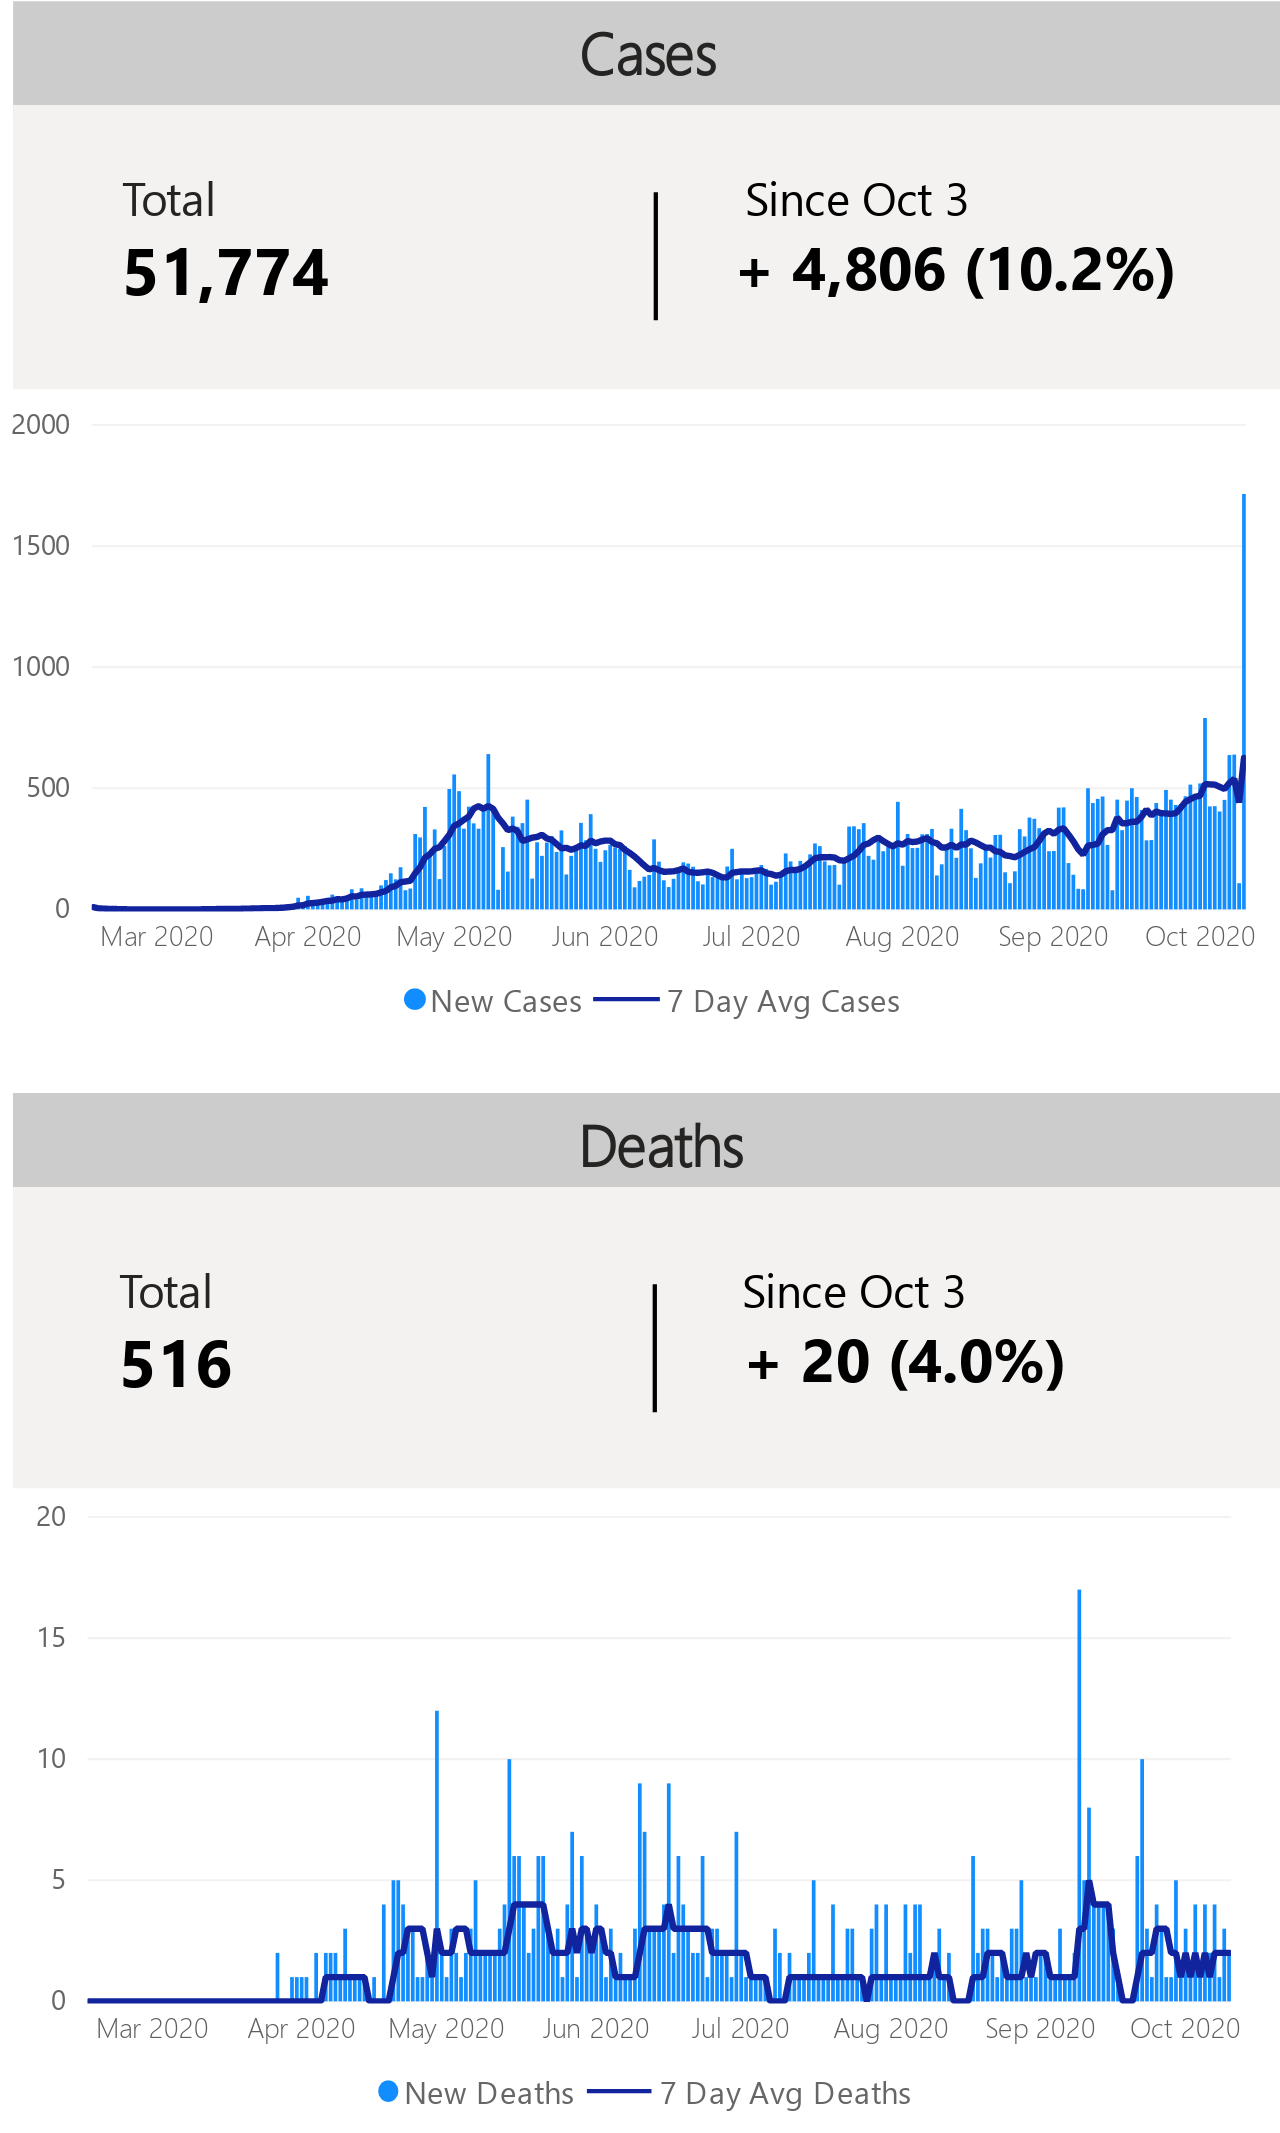 Cases
Total
Since Oct 3
51,774
+ 4,806 (10.2%)
2000
1500
1000
500
0
Mar 2020 Apr 2020 May 2020 Jun 2020 Jul 2020 Aug 2020 Sep 2020 Oct 2020
New Cases 7 Day Avg Cases
Deaths
Total
Since Oct 3
516
+ 20 (4.0%)
20
15
10
5
0
Mar 2020 Apr 2020 May 2020 Jun 2020 Jul 2020 Aug 2020 Sep 2020 Oct 2020
New Deaths 7 Day Avg Deaths